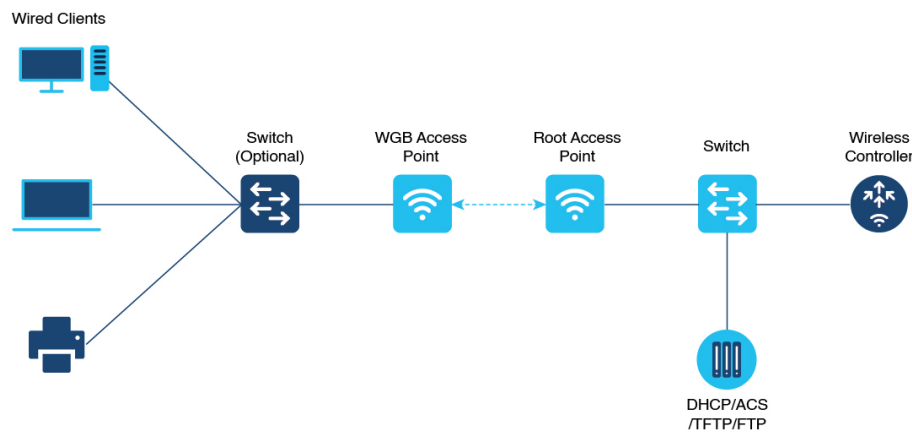 Wired Clients
Switch
(Optional)
WGB Access
Point
Root Access
Point
Switch
Wireless
Controller
DHCP/ACS
/TFTP/FTP